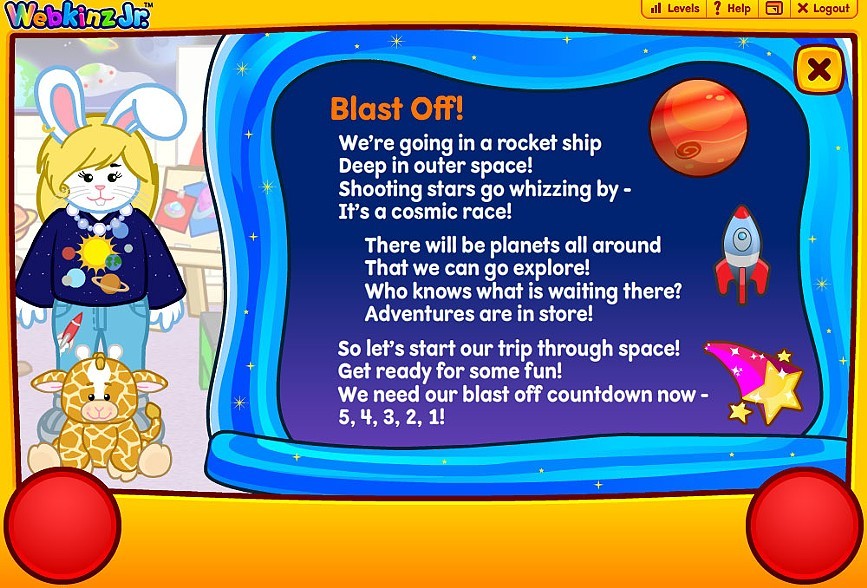 Webkinz Jr.™
Levels
? Help
X Logout
Blast Off!
We're going in a rocket ship
Deep in outer space!
Shooting stars go whizzing by -
It's a cosmic race!
There will be planets all around
That we can go explore!
Who knows what is waiting there?
Adventures are in store!
So let's start our trip through space!
Get ready for some fun!
We need our blast off countdown now -
5, 4, 3, 2, 1!